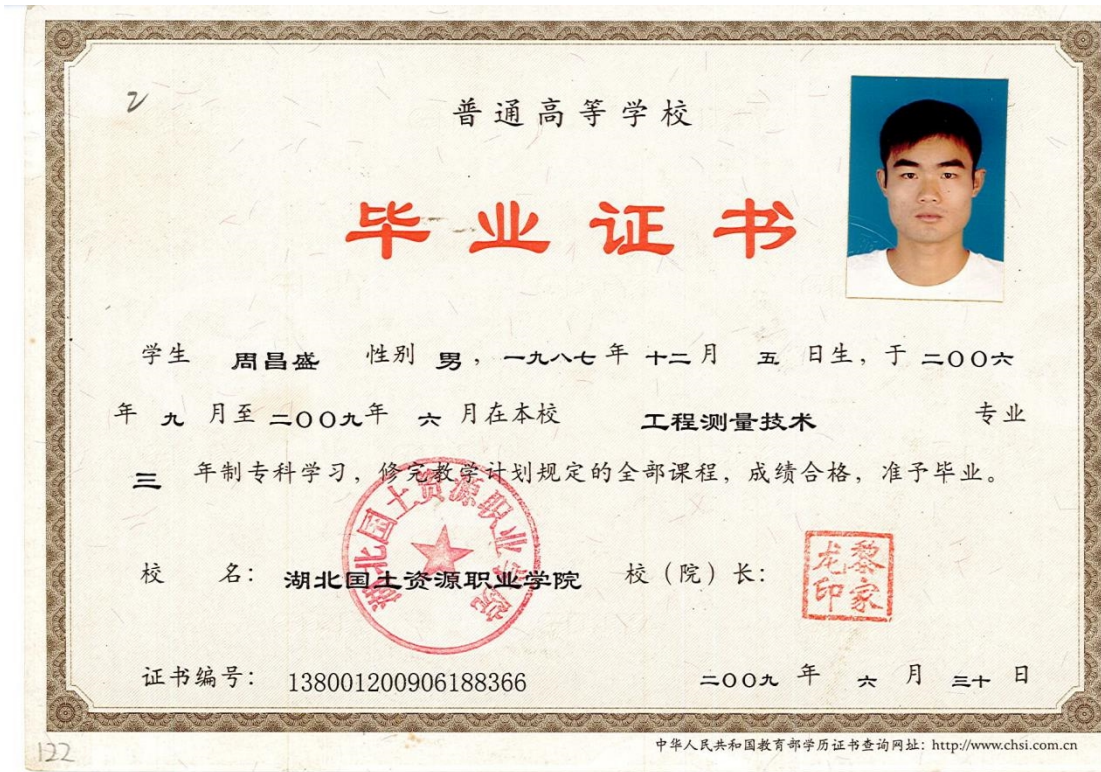 2
普通高等学校
毕业证书
学生 周昌盛 性别 男，一九八七 年 十二 月 五 日生，于 二〇〇六
年 九 月至 二〇〇九 年 六 月在本校 工程测量技术 专业
三 年制专科学习，修完教学计划规定的全部课程，成绩合格，准予毕业。
湖北国土资源职业学院
校 名： 湖北国土资源职业学院 校（院）长：
黎家龙印
证书编号： 138001200906188366 二〇〇九 年 六 月 三十 日
中华人民共和国教育部学历证书查询网址：http://www.chsi.com.cn
122